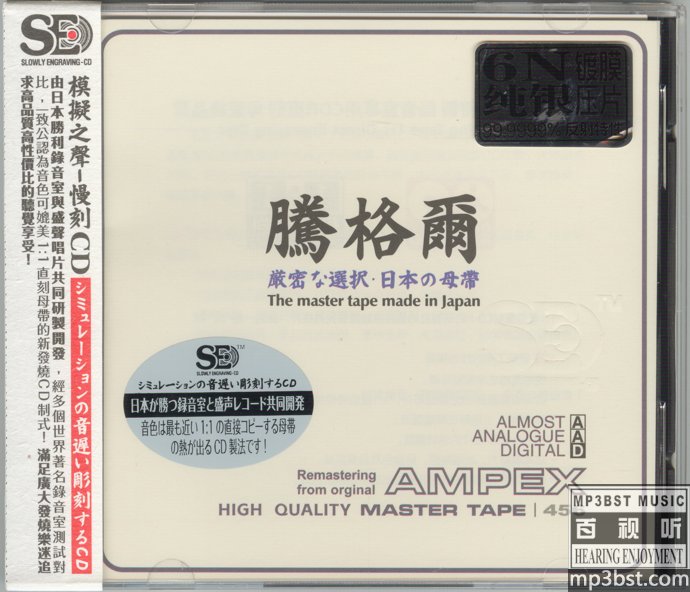 SE
SLOWLY ENGRAVING-CD
模擬之聲-慢刻CD
シミュレーションの音遅い彫刻するCD
由日本勝利錄音室與盛聲唱片共同研製開發，經多個世界著名錄音室測試對
比，一致公認為音色可媲美1:1直刻母帶的新發燒CD制式！滿足廣大發燒樂迷追
求高品質高性價比的聽覺享受！
6N 镀膜
纯银压片
99.9999%反射特性
騰格爾
厳密な選択·日本の母帶
The master tape made in Japan
SE TM
SLOWLY ENGRAVING-CD
シミュレーションの音遅い彫刻するCD
日本が勝つ録音室と盛声レコード共同開発
音色は最も近い1:1の直接コピーする母帯
の熱が出るCD製法です！
ALMOST A
ANALOGUE A
DIGITAL D
Remastering
from orginal
AMPEX
HIGH QUALITY MASTER TAPE | 456
MP3BST MUSIC
百视听
HEARING ENJOYMENT
mp3bst.com